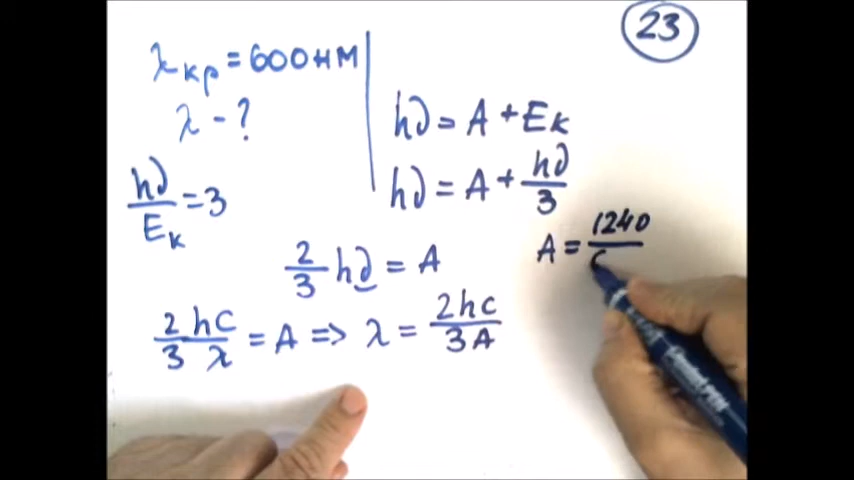 23
λкр = 600нм
λ - ?
hν/Eк = 3
hν = A + Eк
hν = A + hν/3
2/3 hν = A
A = 1240/
2/3 hc/λ = A => λ = 2hc/3A